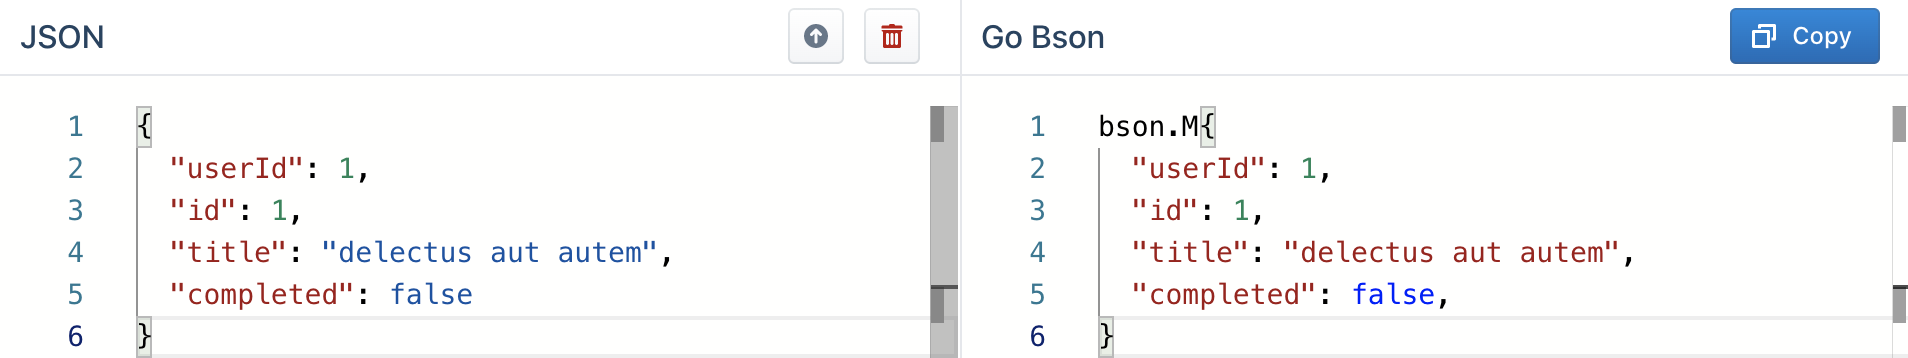 JSON
1 {
2   "userId": 1,
3   "id": 1,
4   "title": "delectus aut autem",
5   "completed": false
6 }
Go Bson
Copy
1 bson.M{
2   "userId": 1,
3   "id": 1,
4   "title": "delectus aut autem",
5   "completed": false,
6 }